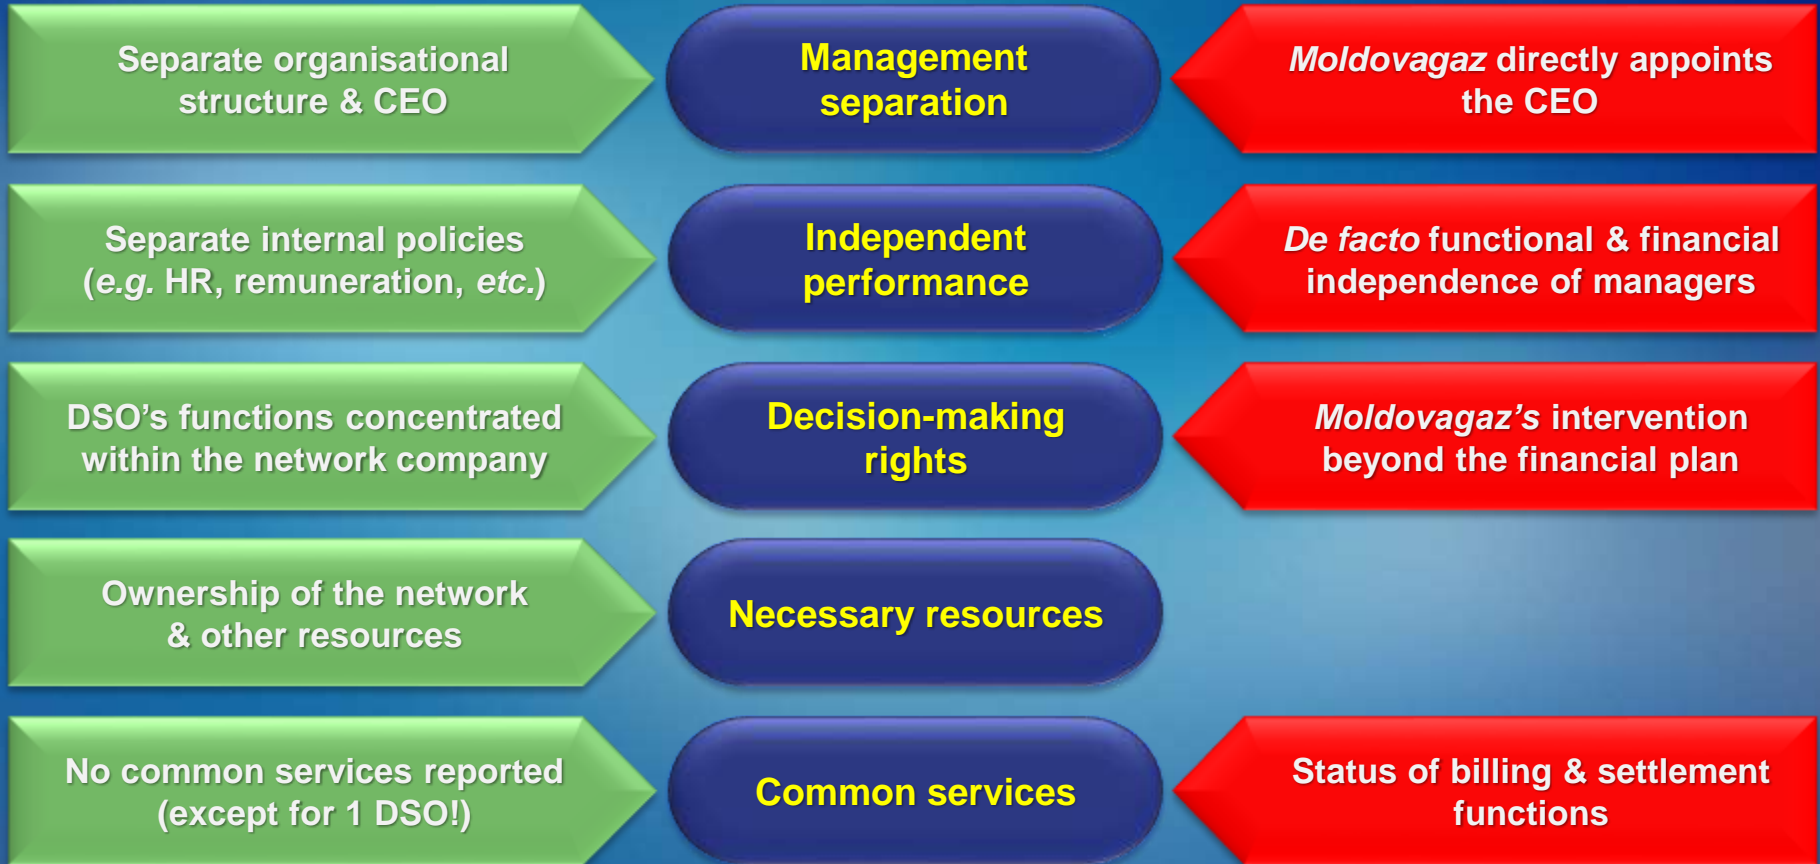 Separate organisational
structure & CEO
Management
separation
Moldovagaz directly appoints
the CEO
Separate internal policies
(e.g. HR, remuneration, etc.)
Independent
performance
De facto functional & financial
independence of managers
DSO's functions concentrated
within the network company
Decision-making
rights
Moldovagaz's intervention
beyond the financial plan
Ownership of the network
& other resources
Necessary resources
No common services reported
(except for 1 DSO!)
Common services
Status of billing & settlement
functions